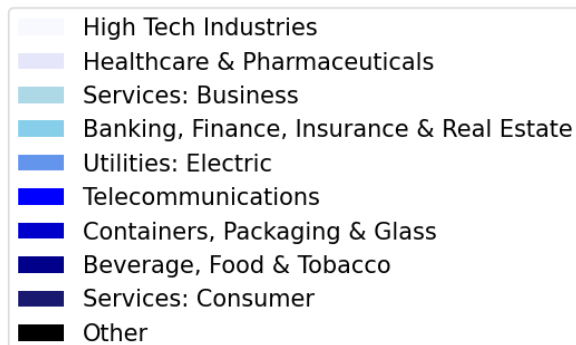 High Tech Industries
Healthcare & Pharmaceuticals
Services: Business
Banking, Finance, Insurance & Real Estate
Utilities: Electric
Telecommunications
Containers, Packaging & Glass
Beverage, Food & Tobacco
Services: Consumer
Other